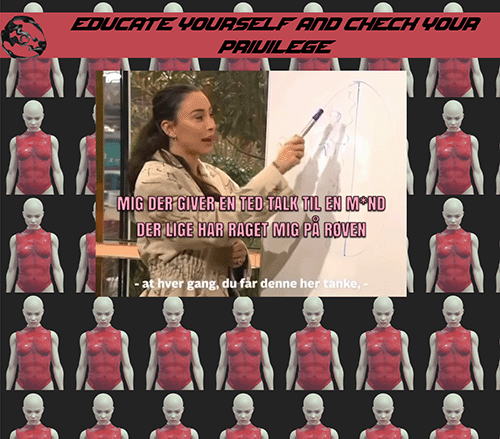 EDUCATE YOURSELF AND CHECK YOUR
PRIVILEGE
MIG DER GIVER EN TED TALK TIL EN M*ND
DER LIGE HAR RAGET MIG PÅ RØVEN
- at hver gang, du får denne her tanke, -